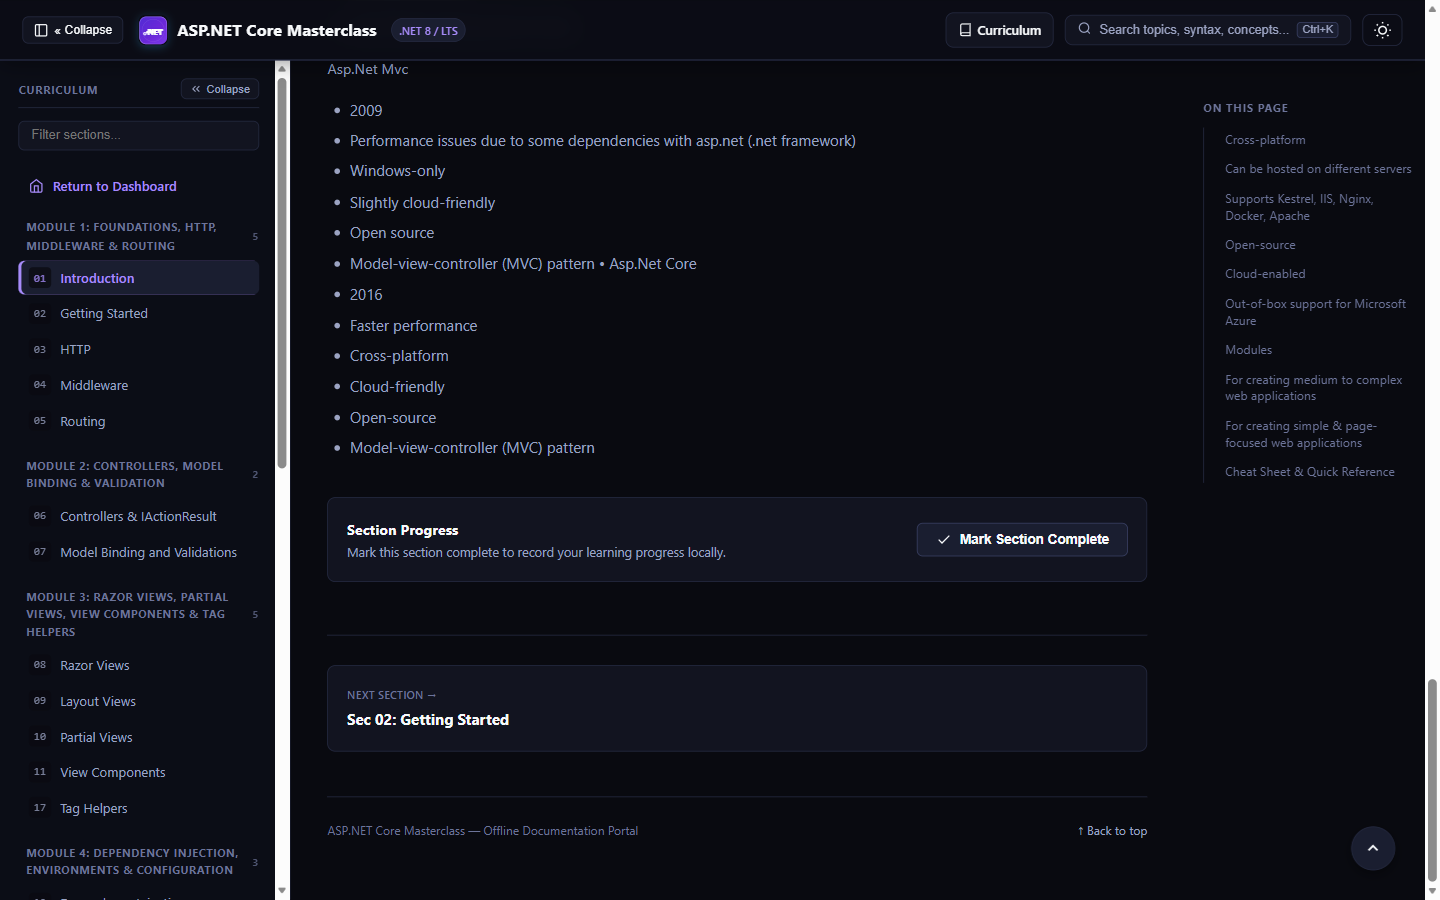 « Collapse
.NET
ASP.NET Core Masterclass
.NET 8 / LTS
Curriculum
Search topics, syntax, concepts...
Ctrl+K
CURRICULUM
« Collapse
Filter sections...
Return to Dashboard
MODULE 1: FOUNDATIONS, HTTP,
MIDDLEWARE & ROUTING
5
01 Introduction
02 Getting Started
03 HTTP
04 Middleware
05 Routing
MODULE 2: CONTROLLERS, MODEL
BINDING & VALIDATION
2
06 Controllers & IActionResult
07 Model Binding and Validations
MODULE 3: RAZOR VIEWS, PARTIAL
VIEWS, VIEW COMPONENTS & TAG
HELPERS
5
08 Razor Views
09 Layout Views
10 Partial Views
11 View Components
17 Tag Helpers
MODULE 4: DEPENDENCY INJECTION,
ENVIRONMENTS & CONFIGURATION
3
Asp.Net Mvc
• 2009
• Performance issues due to some dependencies with asp.net (.net framework)
• Windows-only
• Slightly cloud-friendly
• Open source
• Model-view-controller (MVC) pattern • Asp.Net Core
• 2016
• Faster performance
• Cross-platform
• Cloud-friendly
• Open-source
• Model-view-controller (MVC) pattern
Section Progress
Mark this section complete to record your learning progress locally.
Mark Section Complete
NEXT SECTION →
Sec 02: Getting Started
ASP.NET Core Masterclass — Offline Documentation Portal
↑ Back to top
ON THIS PAGE
Cross-platform
Can be hosted on different servers
Supports Kestrel, IIS, Nginx,
Docker, Apache
Open-source
Cloud-enabled
Out-of-box support for Microsoft
Azure
Modules
For creating medium to complex
web applications
For creating simple & page-
focused web applications
Cheat Sheet & Quick Reference